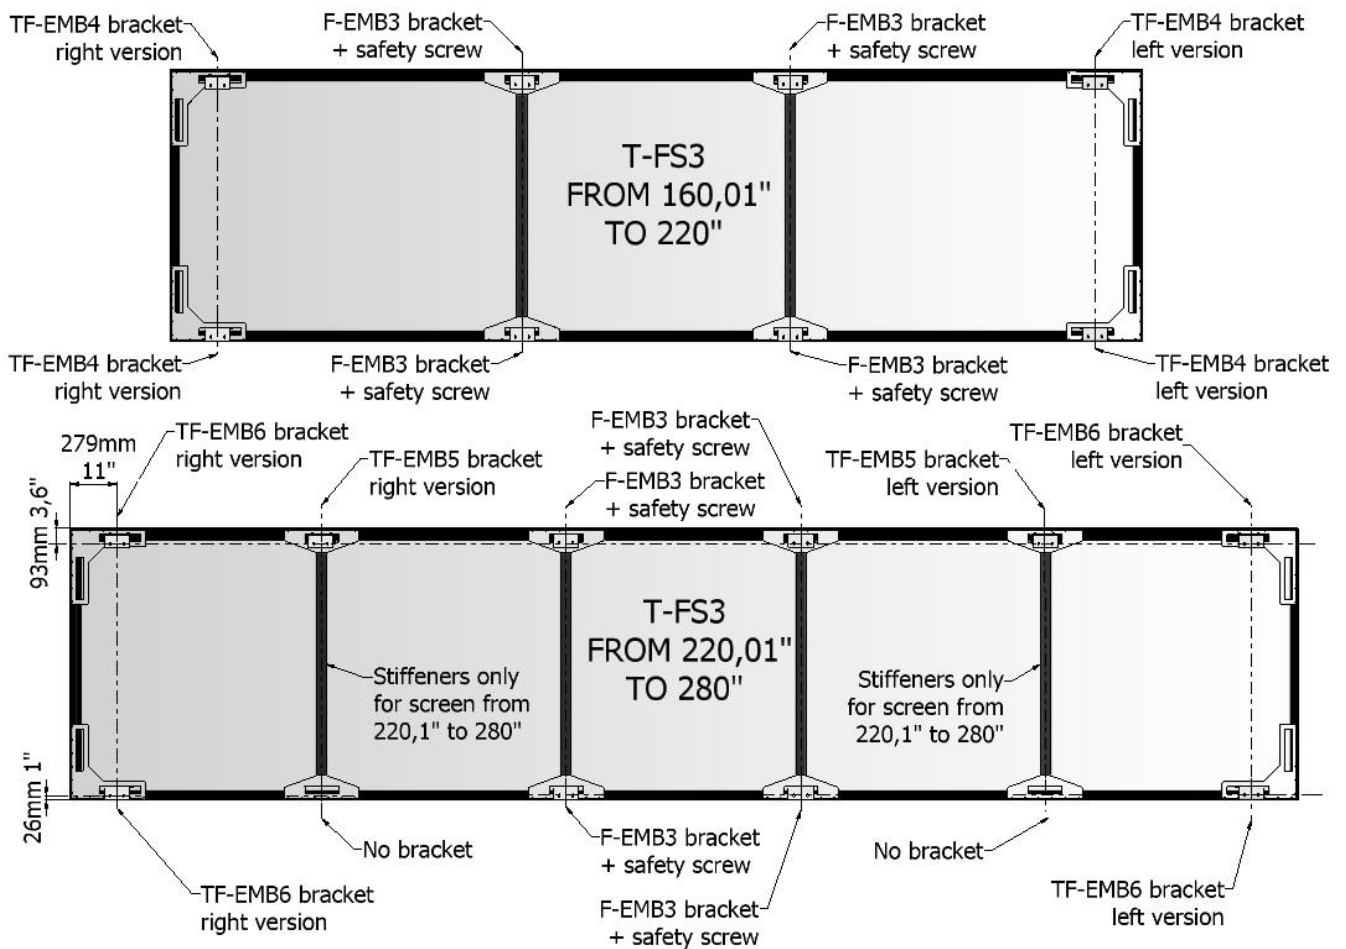 TF-EMB4 bracket
right version
F-EMB3 bracket
+ safety screw
F-EMB3 bracket
+ safety screw
TF-EMB4 bracket
left version
T-FS3
FROM 160,01"
TO 220"
TF-EMB4 bracket
right version
F-EMB3 bracket
+ safety screw
F-EMB3 bracket
+ safety screw
TF-EMB4 bracket
left version
279mm
11"
93mm 3,6"
TF-EMB6 bracket
right version
TF-EMB5 bracket
right version
F-EMB3 bracket
+ safety screw
F-EMB3 bracket
+ safety screw
TF-EMB5 bracket
left version
TF-EMB6 bracket
left version
T-FS3
FROM 220,01"
TO 280"
Stiffeners only
for screen from
220,1" to 280"
Stiffeners only
for screen from
220,1" to 280"
26mm 1"
No bracket
F-EMB3 bracket
+ safety screw
No bracket
TF-EMB6 bracket
right version
F-EMB3 bracket
+ safety screw
TF-EMB6 bracket
left version